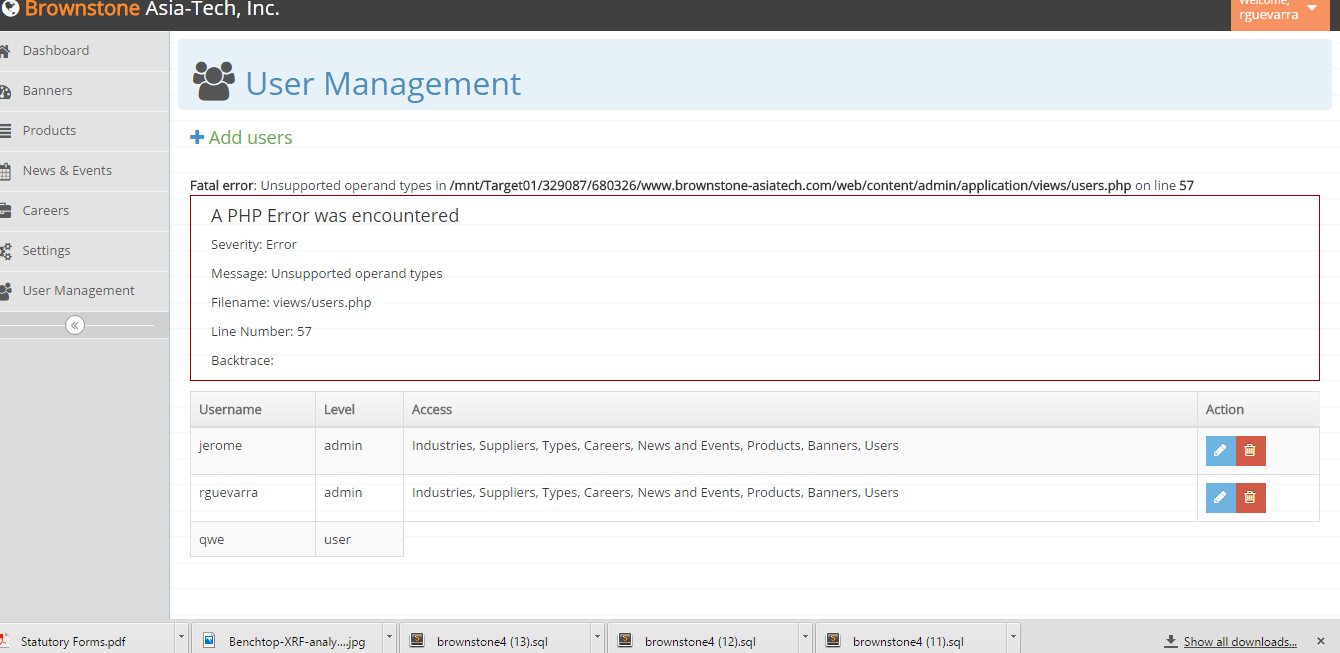 Brownstone Asia-Tech, Inc.
Welcome,
rguevarra
Dashboard
Banners
Products
News & Events
Careers
Settings
User Management
User Management
Add users
Fatal error: Unsupported operand types in /mnt/Target01/329087/680326/www.brownstone-asiatech.com/web/content/admin/application/views/users.php on line 57
A PHP Error was encountered
Severity: Error
Message: Unsupported operand types
Filename: views/users.php
Line Number: 57
Backtrace:
Username Level Access Action
jerome admin Industries, Suppliers, Types, Careers, News and Events, Products, Banners, Users
rguevarra admin Industries, Suppliers, Types, Careers, News and Events, Products, Banners, Users
qwe user
Statutory Forms.pdf Benchtop-XRF-analy....jpg brownstone4 (13).sql brownstone4 (12).sql brownstone4 (11).sql Show all downloads...